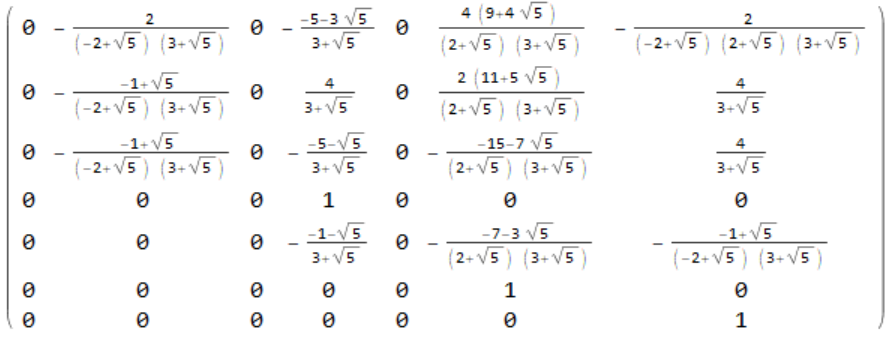 0 - 2/((-2+√5) (3+√5)) 0 - (-5-3 √5)/(3+√5) 0 4 (9+4 √5)/((2+√5) (3+√5)) - 2/((-2+√5) (2+√5) (3+√5))
0 - (-1+√5)/((-2+√5) (3+√5)) 0 4/(3+√5) 0 2 (11+5 √5)/((2+√5) (3+√5)) 4/(3+√5)
0 - (-1+√5)/((-2+√5) (3+√5)) 0 - (-5-√5)/(3+√5) 0 - (-15-7 √5)/((2+√5) (3+√5)) 4/(3+√5)
0 0 0 1 0 0 0
0 0 0 - (-1-√5)/(3+√5) 0 - (-7-3 √5)/((2+√5) (3+√5)) - (-1+√5)/((-2+√5) (3+√5))
0 0 0 0 0 1 0
0 0 0 0 0 0 1